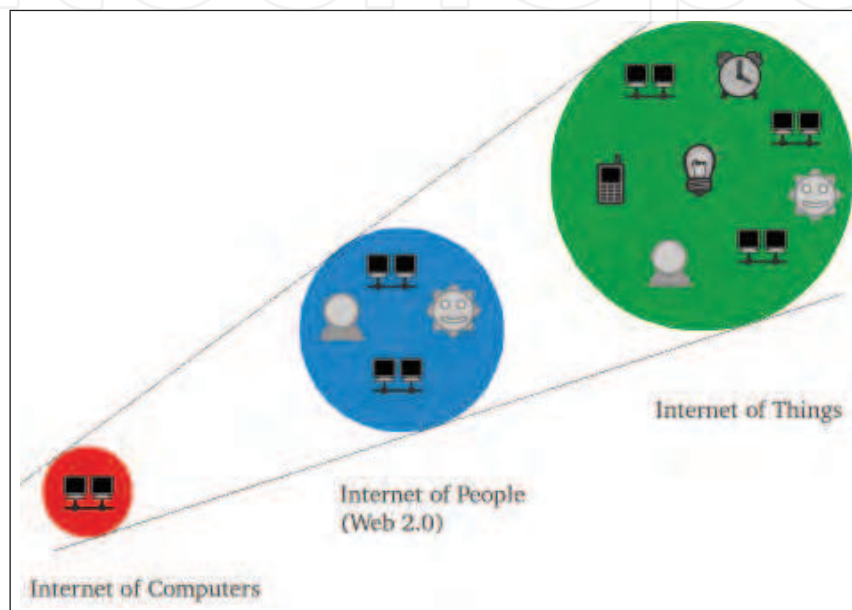 Internet of Things
Internet of People
(Web 2.0)
Internet of Computers